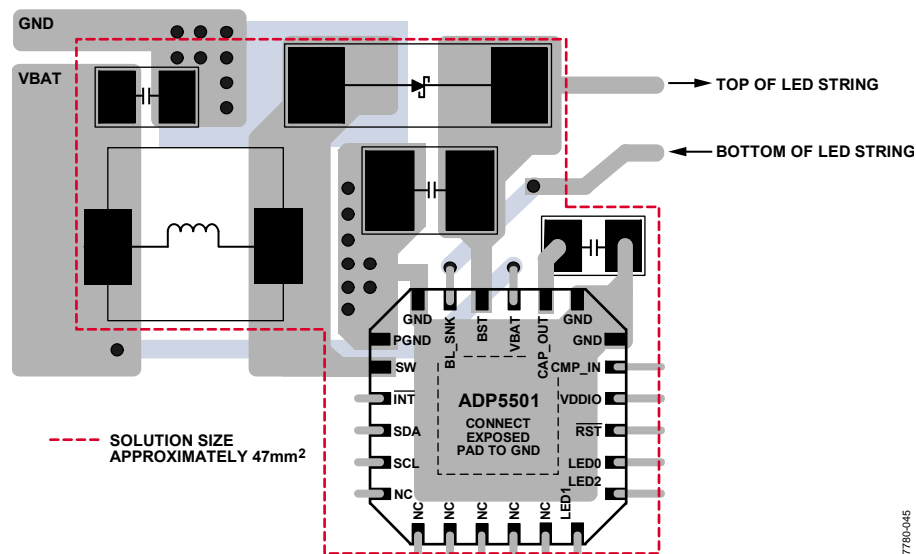 GND
VBAT
TOP OF LED STRING
BOTTOM OF LED STRING
GND
BL_SNK
BST
VBAT
CAP_OUT
GND
PGND
GND
SW
CMP_IN
INT
VDDIO
SDA
RST
SCL
LED0
NC
LED2
ADP5501
CONNECT
EXPOSED
PAD TO GND
NC
NC
NC
NC
NC
LED1
SOLUTION SIZE
APPROXIMATELY 47mm²
7780-045